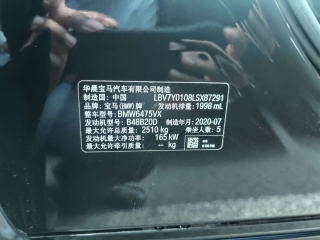 华晨宝马汽车有限公司制造
制造国：中国 LBV7Y0108LSX87291
品牌：宝马(BMW)牌 发动机排量：1998 mL
整车型号：BMW6475VX
发动机型号：B48B20D 制造年月：2020-07
最大允许总质量：2510 kg 乘坐人数：5
发动机最大净功率：165 kW
最大允许牵引质量： kg